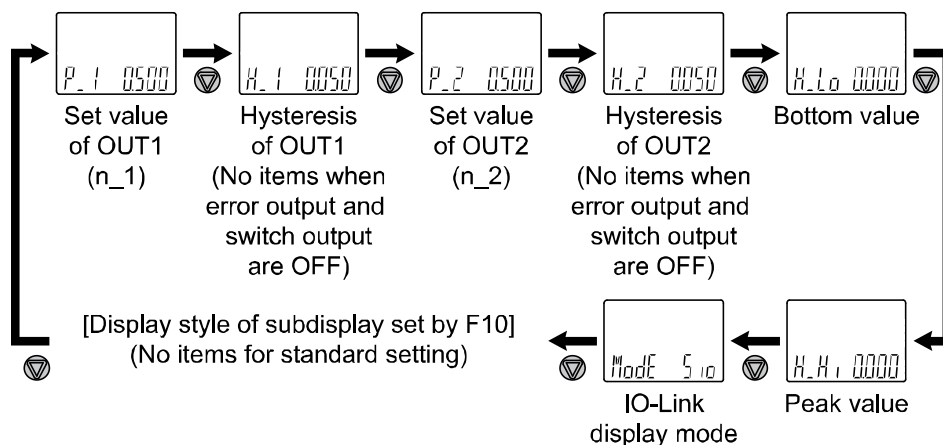 P_1 0.500
H_1 0.050
P_2 0.500
H_2 0.050
H_Lo 0.000
Set value
of OUT1
(n_1)
Hysteresis
of OUT1
(No items when
error output and
switch output
are OFF)
Set value
of OUT2
(n_2)
Hysteresis
of OUT2
(No items when
error output and
switch output
are OFF)
Bottom value
[Display style of subdisplay set by F10]
(No items for standard setting)
ModE Sio
IO-Link
display mode
H_Hi 0.000
Peak value